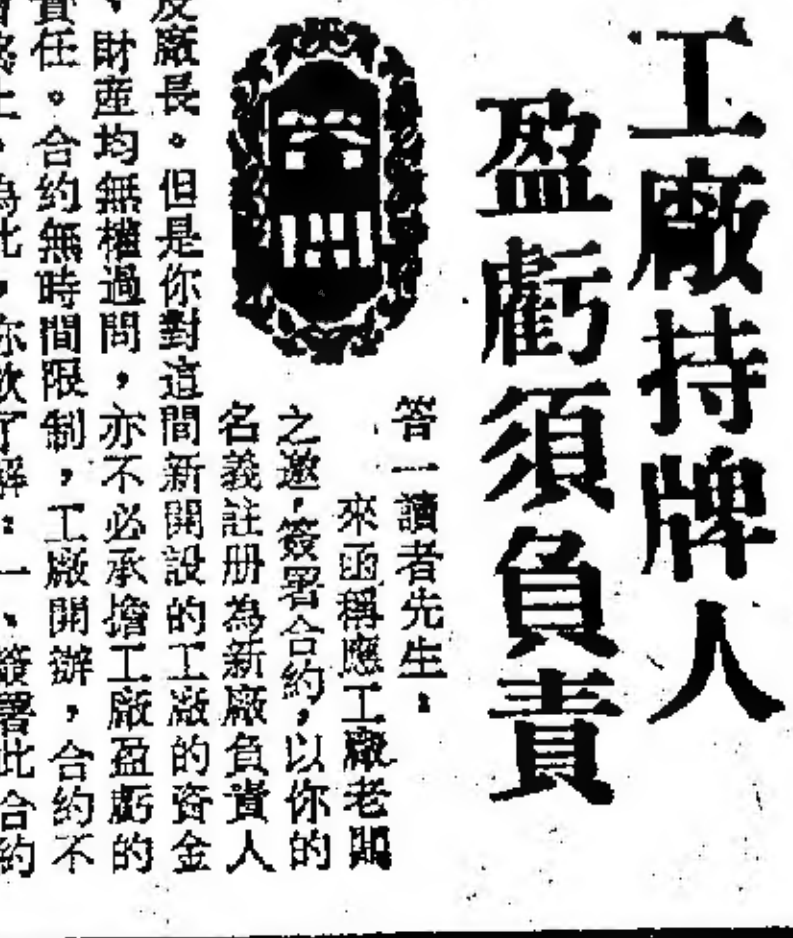 工廠持牌人
盈虧須負責
答一讀者先生：
來函稱應工廠老闆
之邀，簽署合約，以你的
名義註册為新廠負責人
及廠長。但是你對這間新開設的工廠的資金
、財產均無權過問，亦不必承擔工廠盈虧的
責任。合約無時間限制，工廠開辦，合約不
止。為此，你欲了解：一、簽署此合約